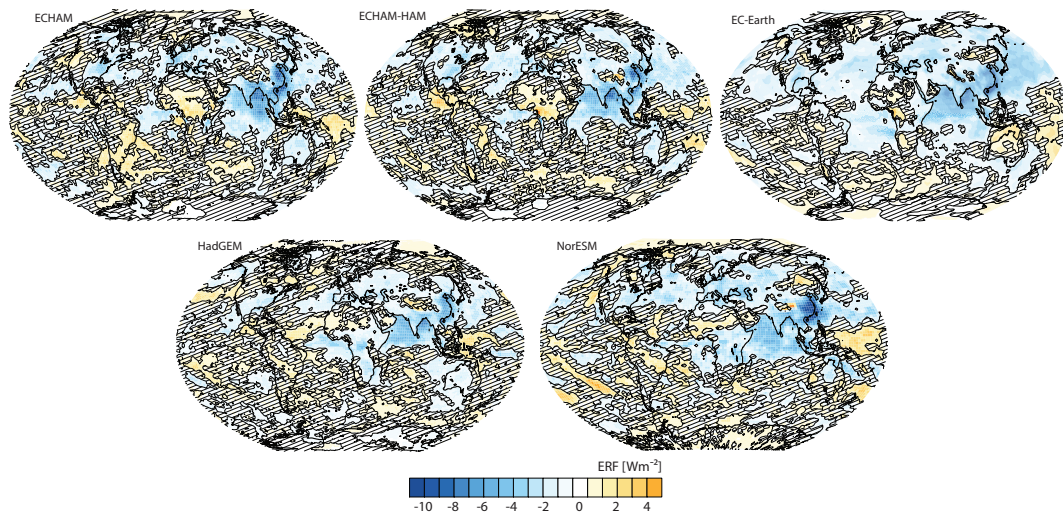 ECHAM
ECHAM-HAM
EC-Earth
HadGEM
NorESM
ERF [Wm⁻²]
-10 -8 -6 -4 -2 0 2 4